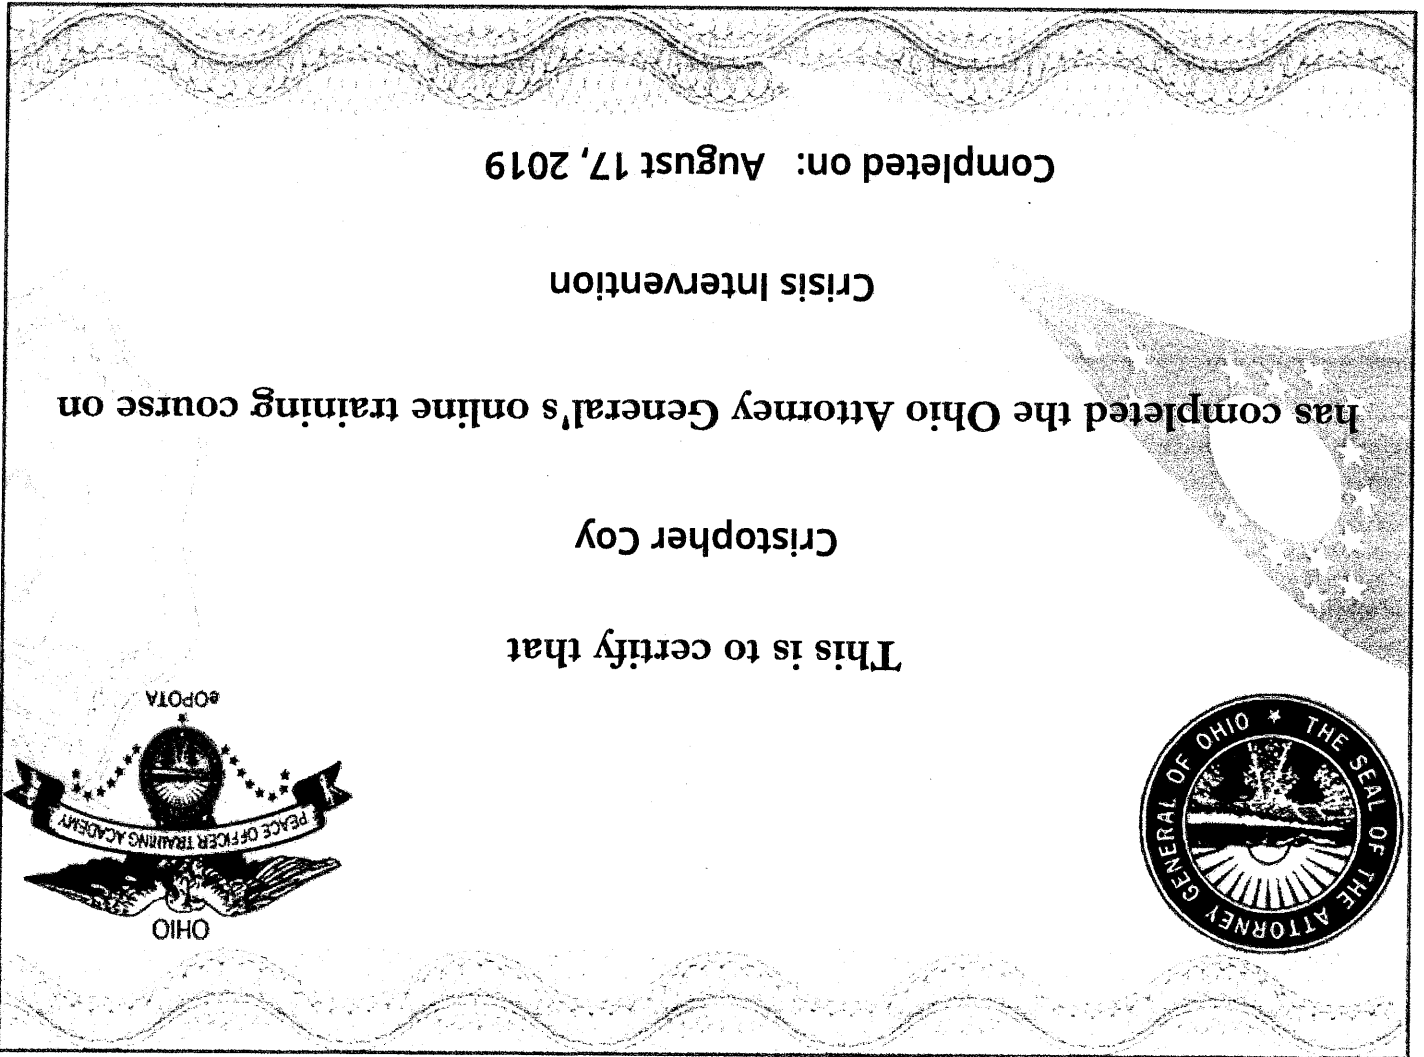 THE SEAL OF THE ATTORNEY GENERAL OF OHIO
OHIO
PEACE OFFICER TRAINING ACADEMY
eOPOTA
This is to certify that
Cristopher Coy
has completed the Ohio Attorney General's online training course on
Crisis Intervention
Completed on: August 17, 2019